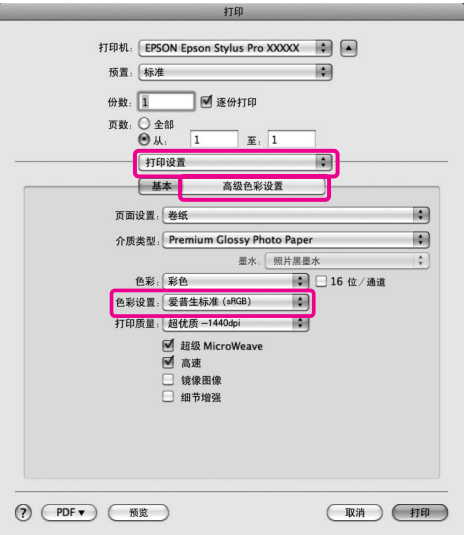 打印
打印机: EPSON Epson Stylus Pro XXXXX
预置: 标准
份数: 1 逐份打印
页数: 全部
从: 1 至: 1
打印设置
基本 高级色彩设置
页面设置: 卷纸
介质类型: Premium Glossy Photo Paper
墨水: 照片黑墨水
色彩: 彩色 16 位/通道
色彩设置: 爱普生标准 (sRGB)
打印质量: 超优质 -1440dpi
超级 MicroWeave
高速
镜像图像
细节增强
? PDF▼ 预览 取消 打印